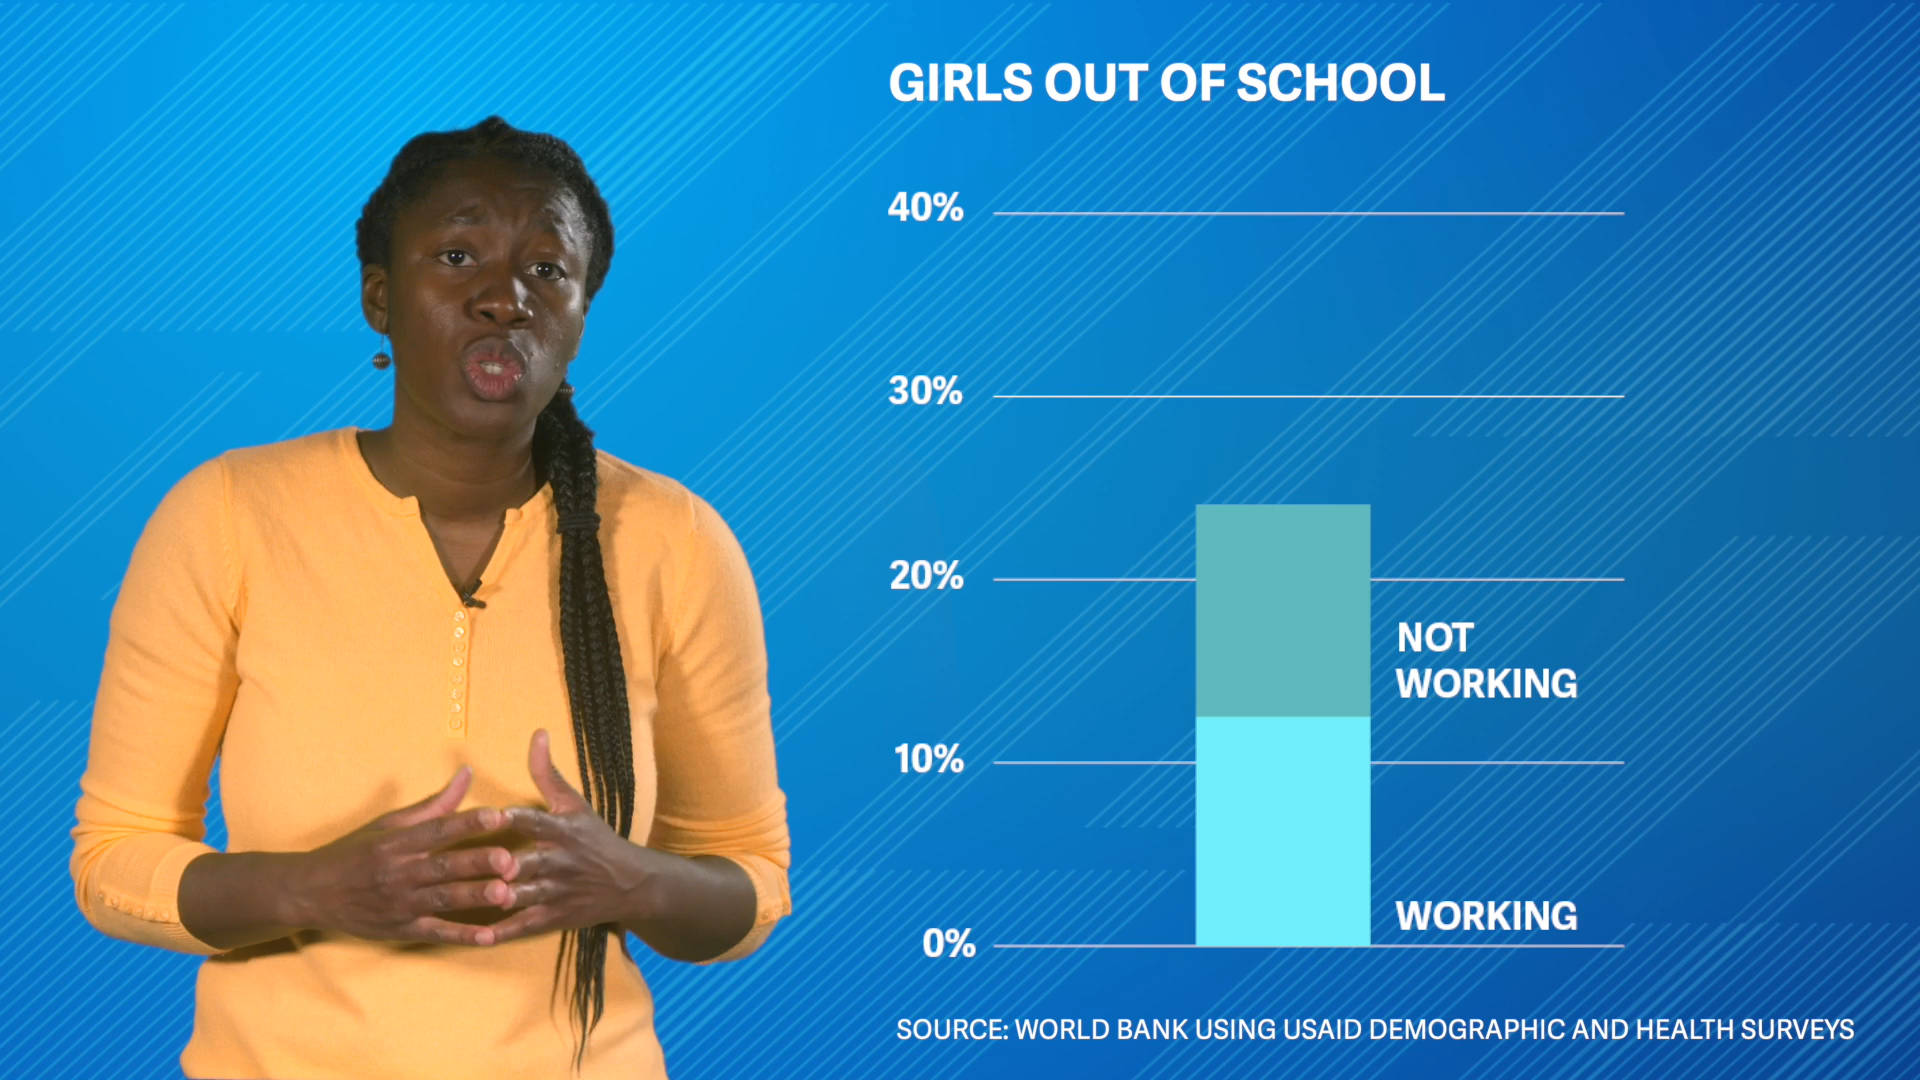 GIRLS OUT OF SCHOOL
40%
30%
20%
NOT
WORKING
10%
WORKING
0%
SOURCE: WORLD BANK USING USAID DEMOGRAPHIC AND HEALTH SURVEYS